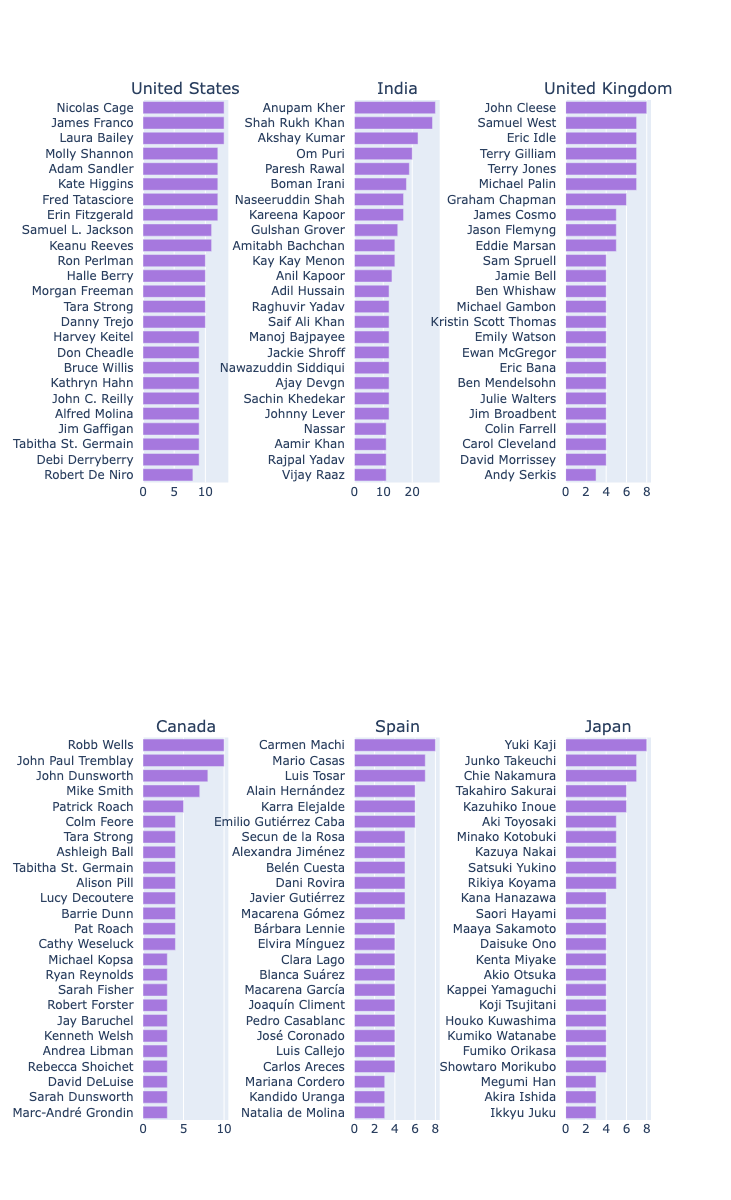 United States
Nicolas Cage
James Franco
Laura Bailey
Molly Shannon
Adam Sandler
Kate Higgins
Fred Tatasciore
Erin Fitzgerald
Samuel L. Jackson
Keanu Reeves
Ron Perlman
Halle Berry
Morgan Freeman
Tara Strong
Danny Trejo
Harvey Keitel
Don Cheadle
Bruce Willis
Kathryn Hahn
John C. Reilly
Alfred Molina
Jim Gaffigan
Tabitha St. Germain
Debi Derryberry
Robert De Niro
0 5 10
India
Anupam Kher
Shah Rukh Khan
Akshay Kumar
Om Puri
Paresh Rawal
Boman Irani
Naseeruddin Shah
Kareena Kapoor
Gulshan Grover
Amitabh Bachchan
Kay Kay Menon
Anil Kapoor
Adil Hussain
Raghuvir Yadav
Saif Ali Khan
Manoj Bajpayee
Jackie Shroff
Nawazuddin Siddiqui
Ajay Devgn
Sachin Khedekar
Johnny Lever
Nassar
Aamir Khan
Rajpal Yadav
Vijay Raaz
0 10 20
United Kingdom
John Cleese
Samuel West
Eric Idle
Terry Gilliam
Terry Jones
Michael Palin
Graham Chapman
James Cosmo
Jason Flemyng
Eddie Marsan
Sam Spruell
Jamie Bell
Ben Whishaw
Michael Gambon
Kristin Scott Thomas
Emily Watson
Ewan McGregor
Eric Bana
Ben Mendelsohn
Julie Walters
Jim Broadbent
Colin Farrell
Carol Cleveland
David Morrissey
Andy Serkis
0 2 4 6 8
Canada
Robb Wells
John Paul Tremblay
John Dunsworth
Mike Smith
Patrick Roach
Colm Feore
Tara Strong
Ashleigh Ball
Tabitha St. Germain
Alison Pill
Lucy Decoutere
Barrie Dunn
Pat Roach
Cathy Weseluck
Michael Kopsa
Ryan Reynolds
Sarah Fisher
Robert Forster
Jay Baruchel
Kenneth Welsh
Andrea Libman
Rebecca Shoichet
David DeLuise
Sarah Dunsworth
Marc-André Grondin
0 5 10
Spain
Carmen Machi
Mario Casas
Luis Tosar
Alain Hernández
Karra Elejalde
Emilio Gutiérrez Caba
Secun de la Rosa
Alexandra Jiménez
Belén Cuesta
Dani Rovira
Javier Gutiérrez
Macarena Gómez
Bárbara Lennie
Elvira Mínguez
Clara Lago
Blanca Suárez
Macarena García
Joaquín Climent
Pedro Casablanc
José Coronado
Luis Callejo
Carlos Areces
Mariana Cordero
Kandido Uranga
Natalia de Molina
0 2 4 6 8
Japan
Yuki Kaji
Junko Takeuchi
Chie Nakamura
Takahiro Sakurai
Kazuhiko Inoue
Aki Toyosaki
Minako Kotobuki
Kazuya Nakai
Satsuki Yukino
Rikiya Koyama
Kana Hanazawa
Saori Hayami
Maaya Sakamoto
Daisuke Ono
Kenta Miyake
Akio Otsuka
Kappei Yamaguchi
Koji Tsujitani
Houko Kuwashima
Kumiko Watanabe
Fumiko Orikasa
Showtaro Morikubo
Megumi Han
Akira Ishida
Ikkyu Juku
0 2 4 6 8